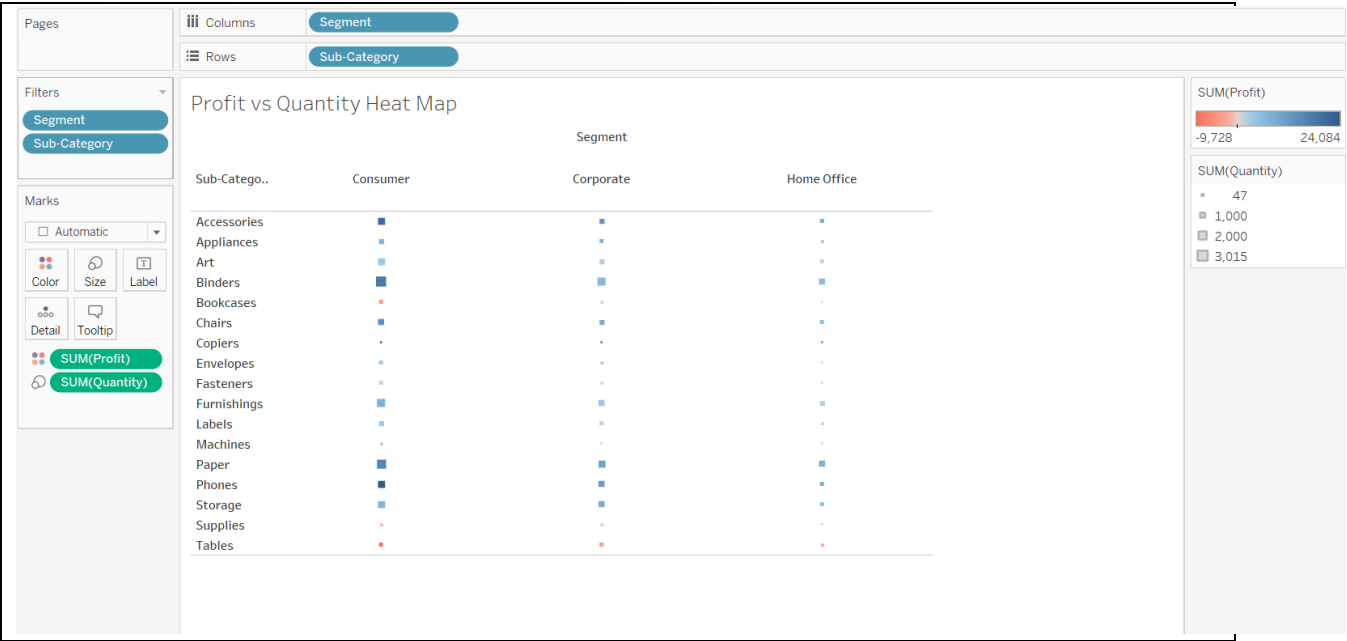 Pages
Columns
Segment
Rows
Sub-Category
Filters
Segment
Sub-Category
Marks
Automatic
Color Size Label
Detail Tooltip
SUM(Profit)
SUM(Quantity)
Profit vs Quantity Heat Map
Segment
Sub-Catego.. Consumer Corporate Home Office
Accessories
Appliances
Art
Binders
Bookcases
Chairs
Copiers
Envelopes
Fasteners
Furnishings
Labels
Machines
Paper
Phones
Storage
Supplies
Tables
SUM(Profit)
-9,728 24,084
SUM(Quantity)
47
1,000
2,000
3,015